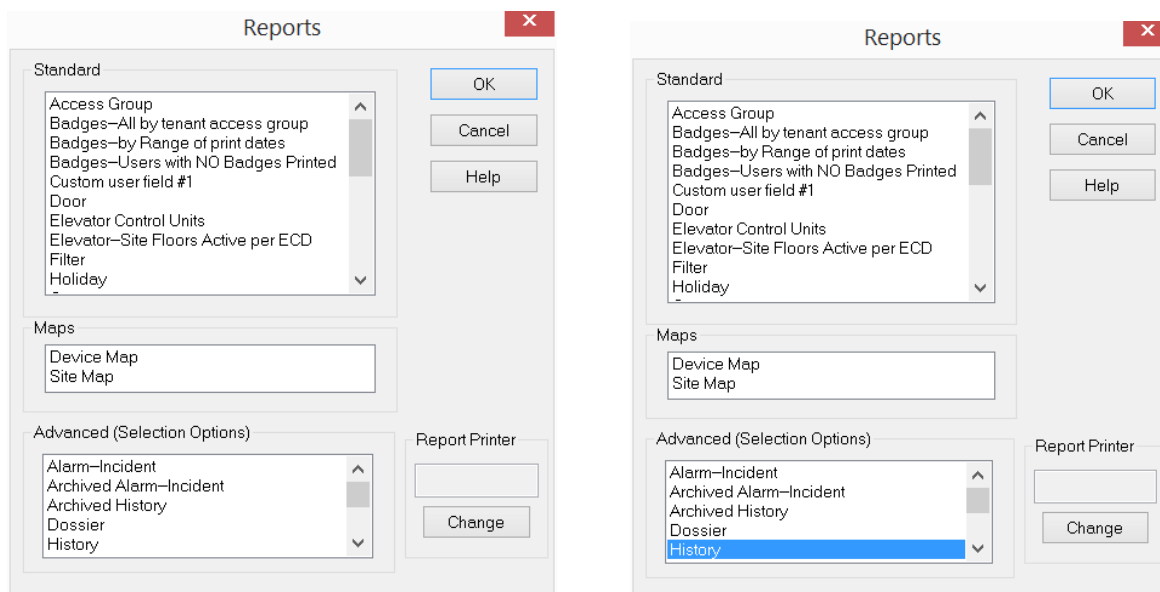 Reports
Standard
Access Group
Badges—All by tenant access group
Badges—by Range of print dates
Badges—Users with NO Badges Printed
Custom user field #1
Door
Elevator Control Units
Elevator—Site Floors Active per ECD
Filter
Holiday
OK
Cancel
Help
Maps
Device Map
Site Map
Advanced (Selection Options)
Alarm—Incident
Archived Alarm—Incident
Archived History
Dossier
History
Report Printer
Change
Reports
Standard
Access Group
Badges—All by tenant access group
Badges—by Range of print dates
Badges—Users with NO Badges Printed
Custom user field #1
Door
Elevator Control Units
Elevator—Site Floors Active per ECD
Filter
Holiday
OK
Cancel
Help
Maps
Device Map
Site Map
Advanced (Selection Options)
Alarm—Incident
Archived Alarm—Incident
Archived History
Dossier
History
Report Printer
Change